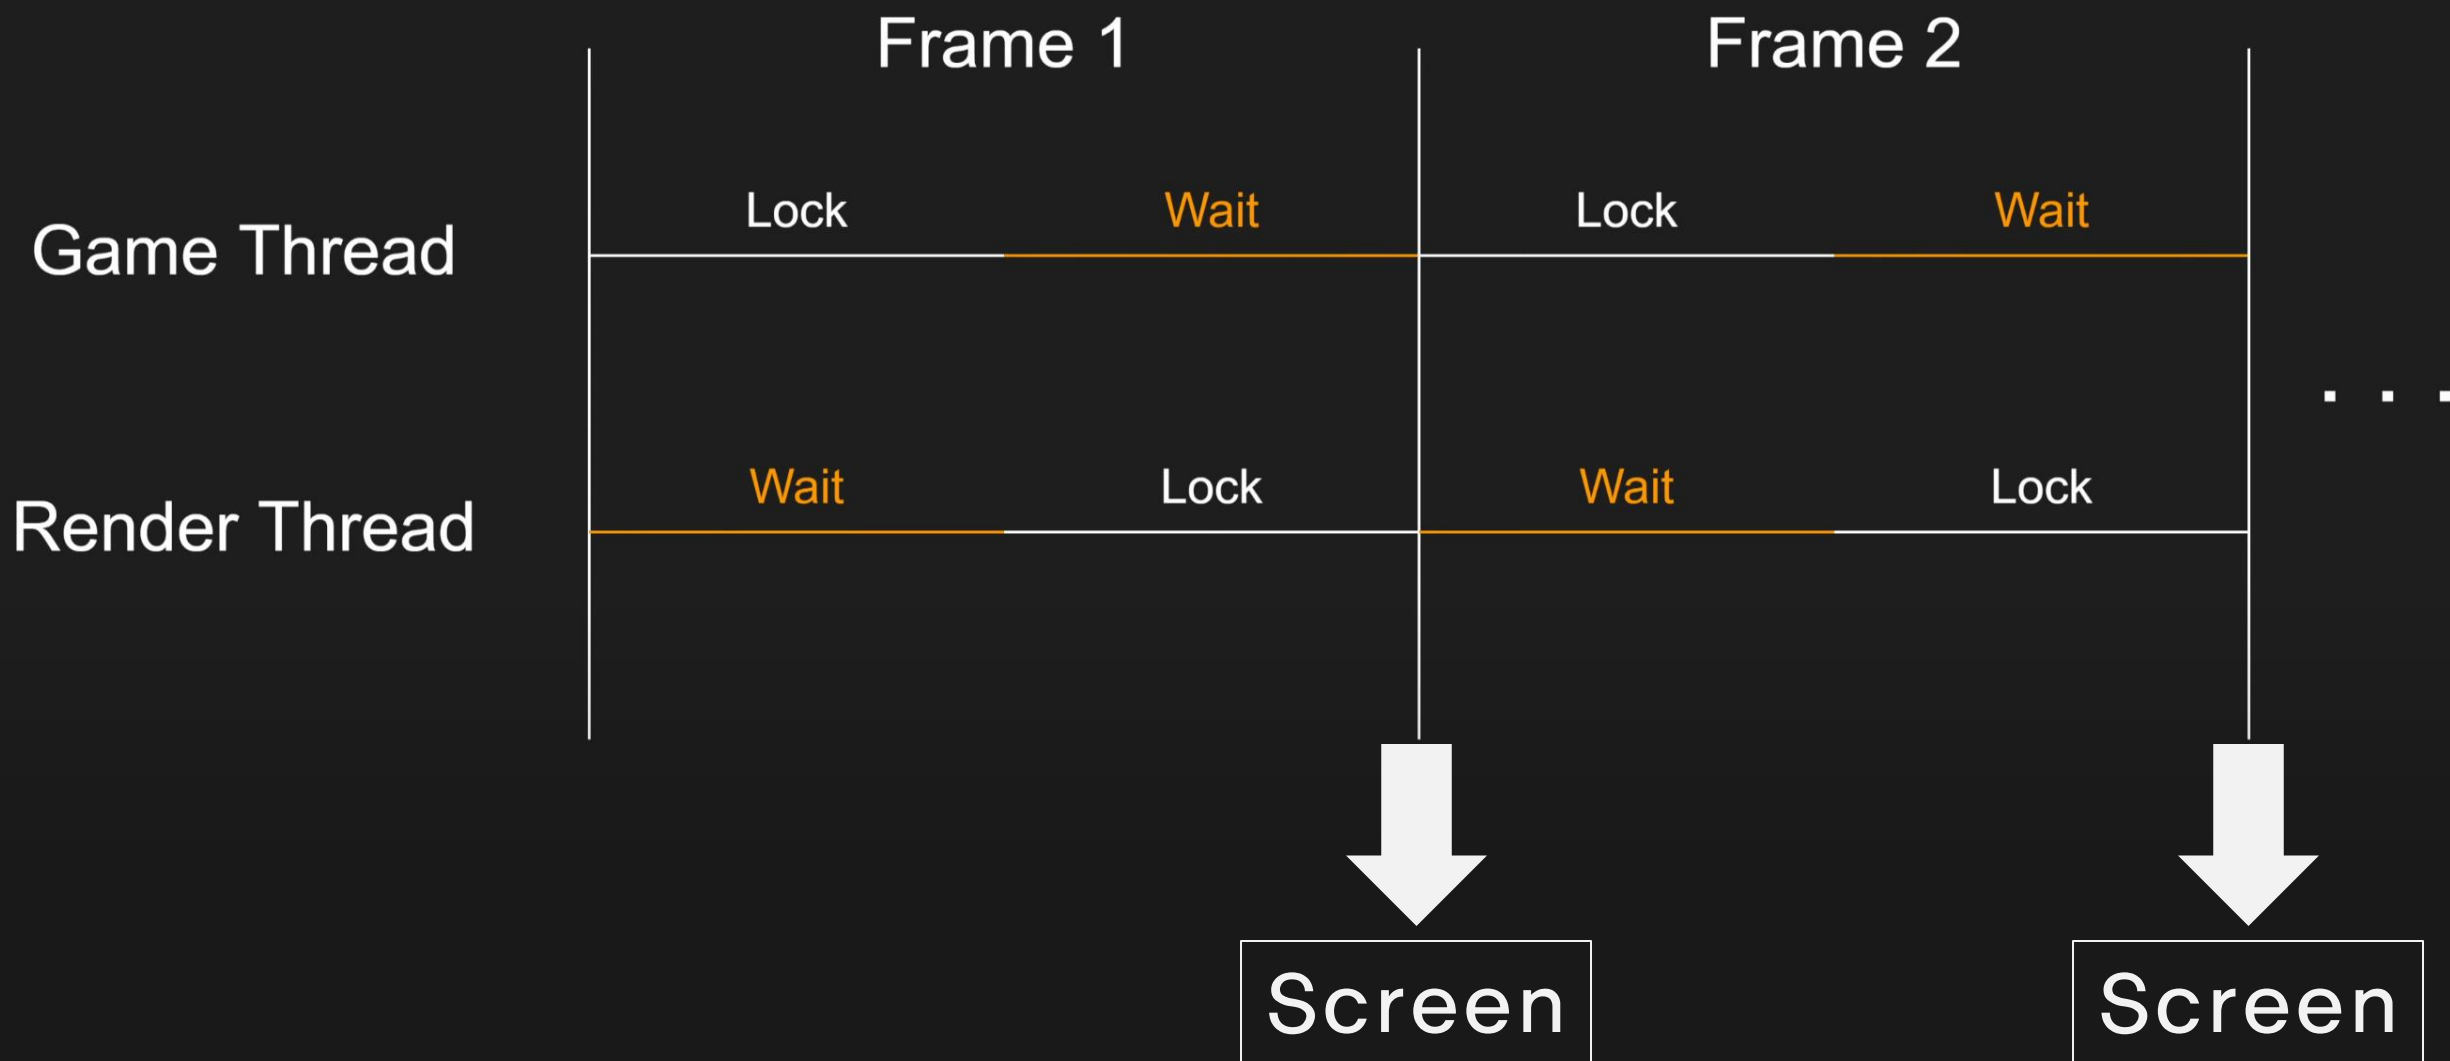 Frame 1 Frame 2
Lock Wait Lock Wait
Game Thread
Wait Lock Wait Lock
Render Thread
. . .
Screen Screen